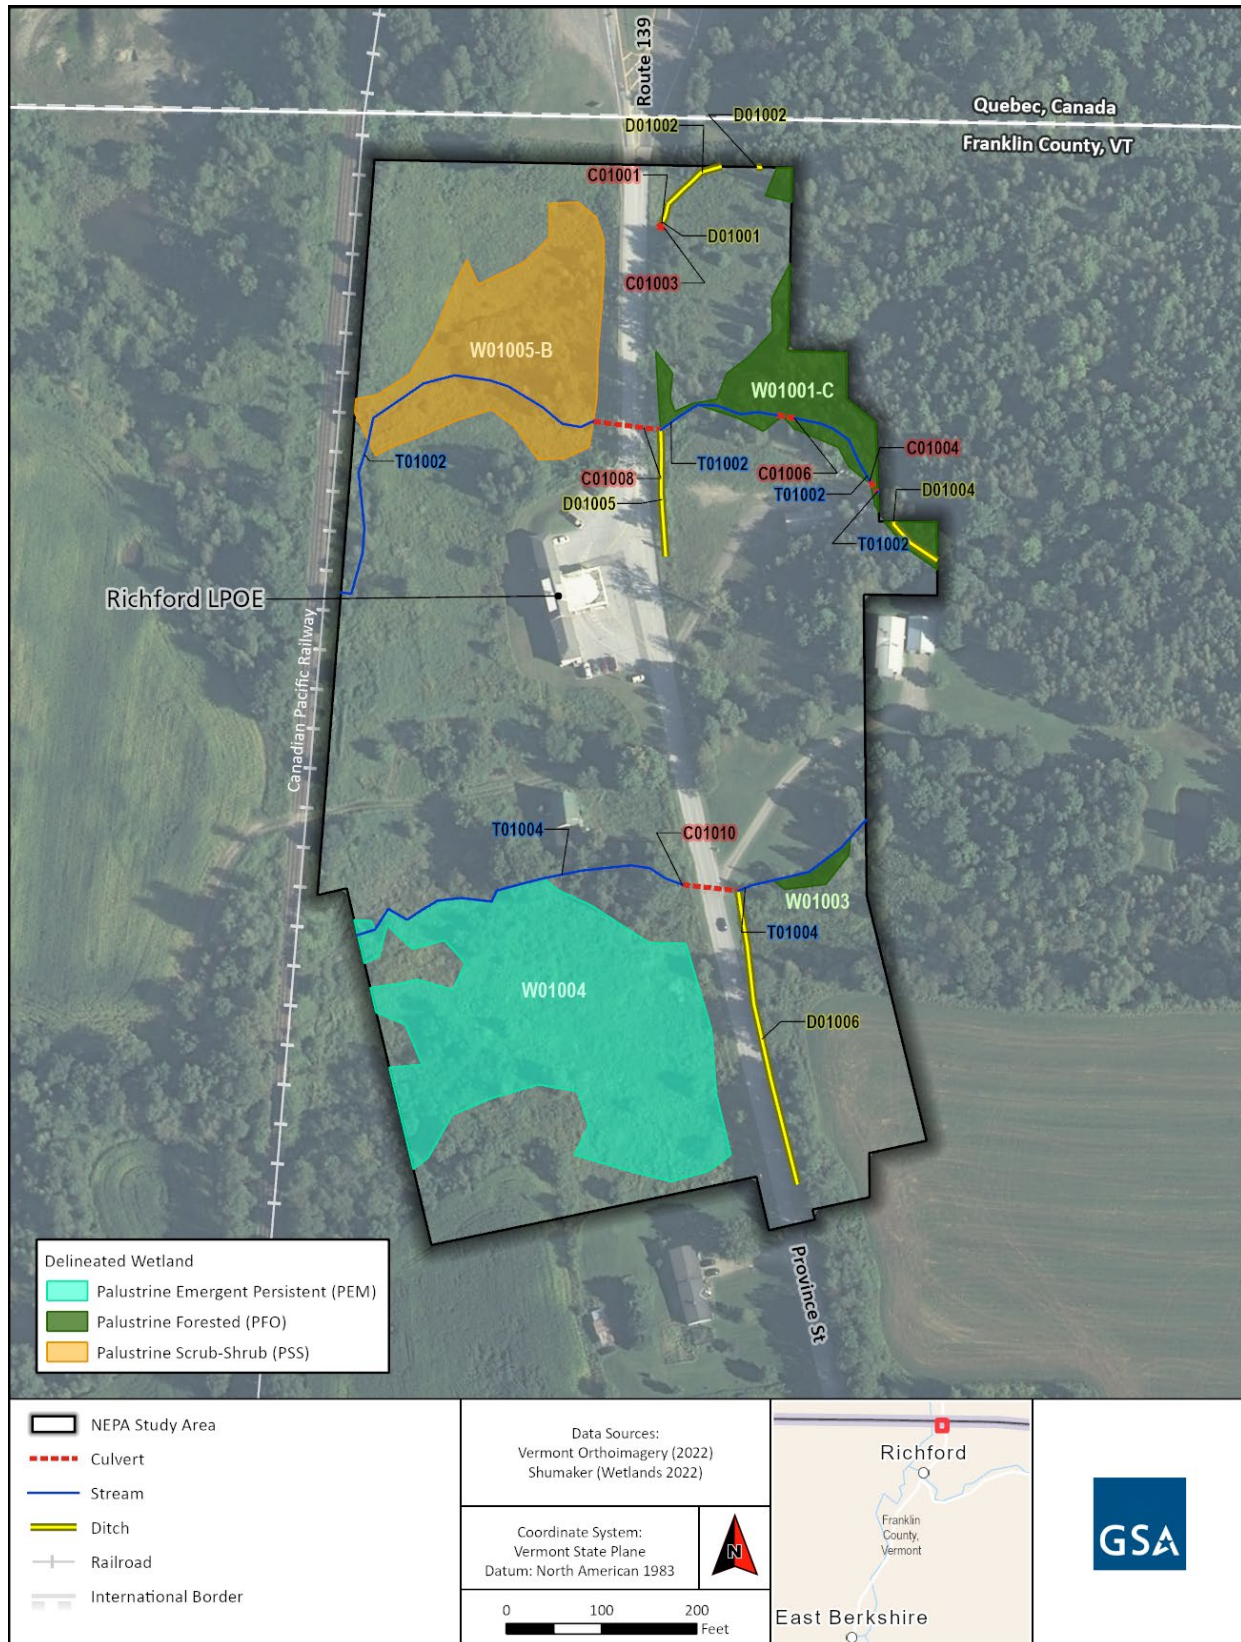 Route 139
Quebec, Canada
Franklin County, VT
D01002
D01002
C01001
D01001
C01003
W01005-B
W01001-C
T01002
C01008
D01005
T01002
C01006
T01002
C01004
D01004
T01002
Richford LPOE
Canadian Pacific Railway
T01004
C01010
W01003
T01004
W01004
D01006
Province St
Delineated Wetland
Palustrine Emergent Persistent (PEM)
Palustrine Forested (PFO)
Palustrine Scrub-Shrub (PSS)
NEPA Study Area
Culvert
Stream
Ditch
Railroad
International Border
Data Sources:
Vermont Orthoimagery (2022)
Shumaker (Wetlands 2022)
Coordinate System:
Vermont State Plane
Datum: North American 1983
N
0 100 200
Feet
Richford
Franklin
County,
Vermont
East Berkshire
GSA